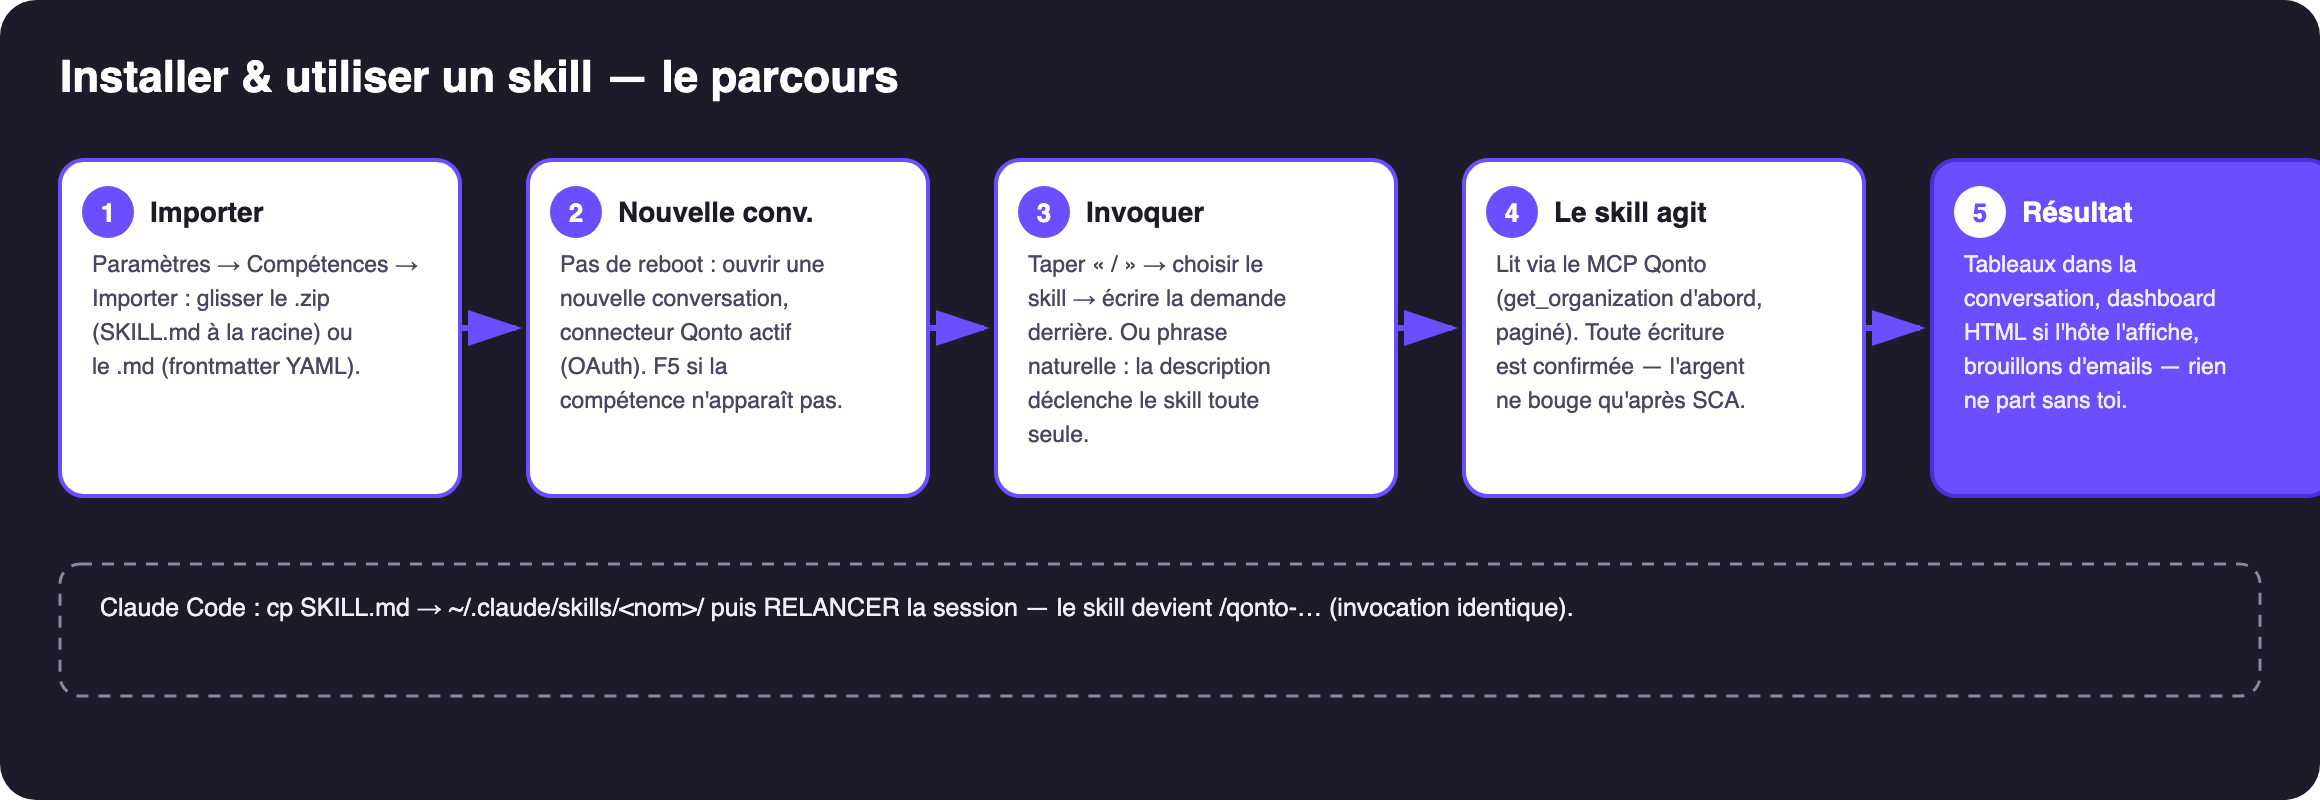 Installer & utiliser un skill — le parcours
1 Importer
Paramètres → Compétences →
Importer : glisser le .zip
(SKILL.md à la racine) ou
le .md (frontmatter YAML).
2 Nouvelle conv.
Pas de reboot : ouvrir une
nouvelle conversation,
connecteur Qonto actif
(OAuth). F5 si la
compétence n'apparaît pas.
3 Invoquer
Taper « / » → choisir le
skill → écrire la demande
derrière. Ou phrase
naturelle : la description
déclenche le skill toute
seule.
4 Le skill agit
Lit via le MCP Qonto
(get_organization d'abord,
paginé). Toute écriture
est confirmée — l'argent
ne bouge qu'après SCA.
5 Résultat
Tableaux dans la
conversation, dashboard
HTML si l'hôte l'affiche,
brouillons d'emails — rien
ne part sans toi.
Claude Code : cp SKILL.md → ~/.claude/skills/<nom>/ puis RELANCER la session — le skill devient /qonto-… (invocation identique).